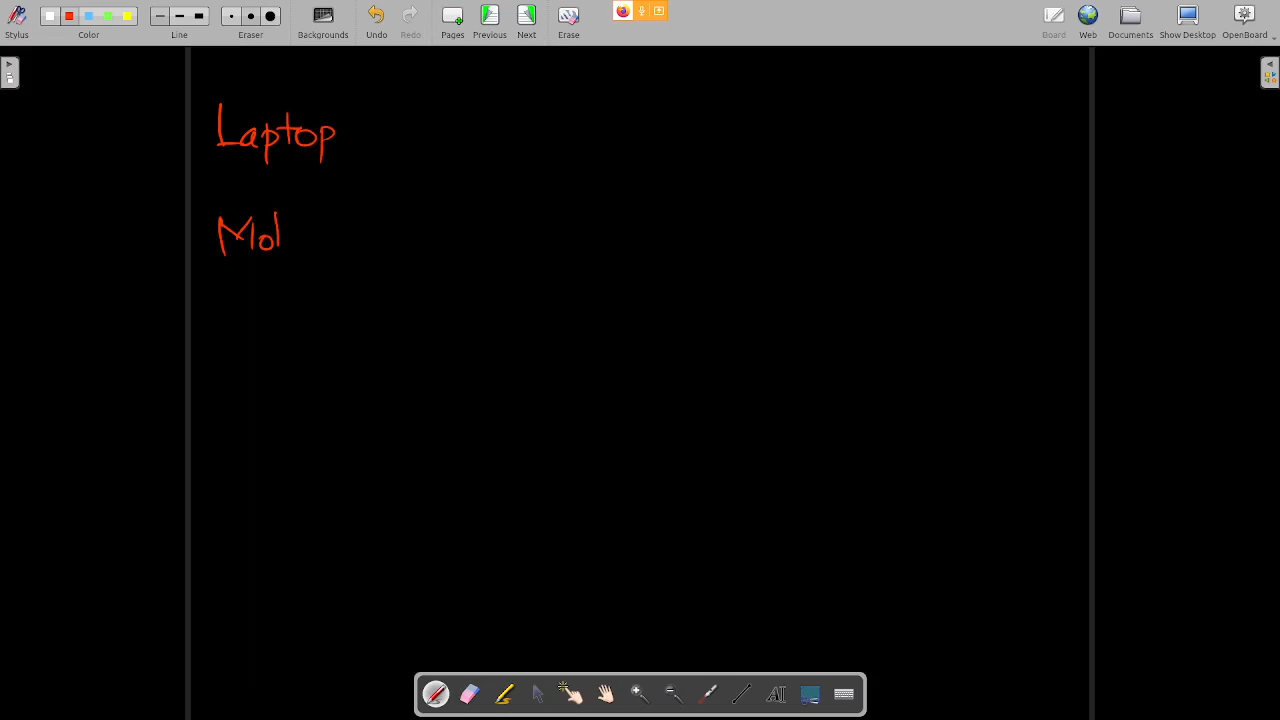 Stylus
Color
Line
Eraser
Backgrounds
Undo
Redo
Pages
Previous
Next
Erase
Board
Web
Documents
Show Desktop
OpenBoard
Laptop
Mol
AI